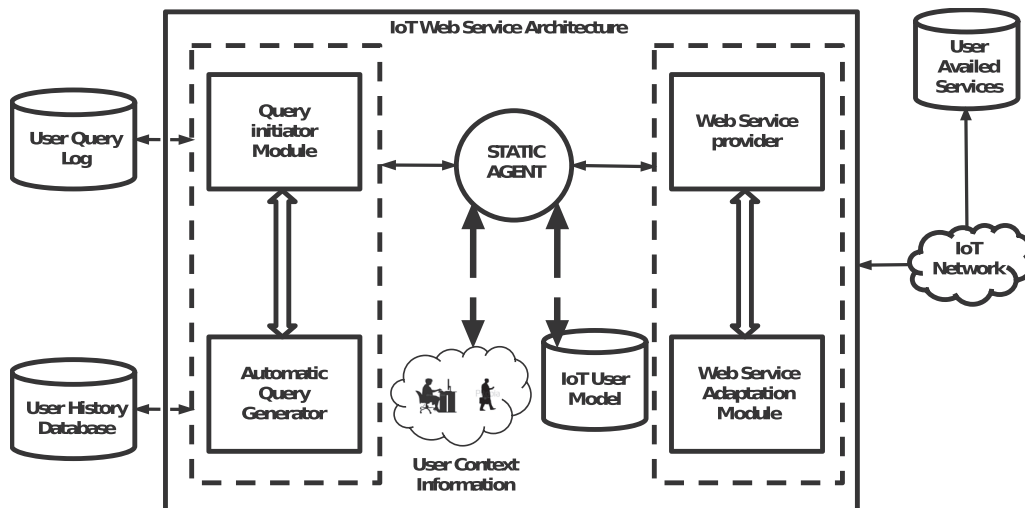 IoT Web Service Architecture
User Query
Log
Query
initiator
Module
STATIC
AGENT
Web Service
provider
User
Availed
Services
IoT
Network
User History
Database
Automatic
Query
Generator
User Context
Information
IoT User
Model
Web Service
Adaptation
Module